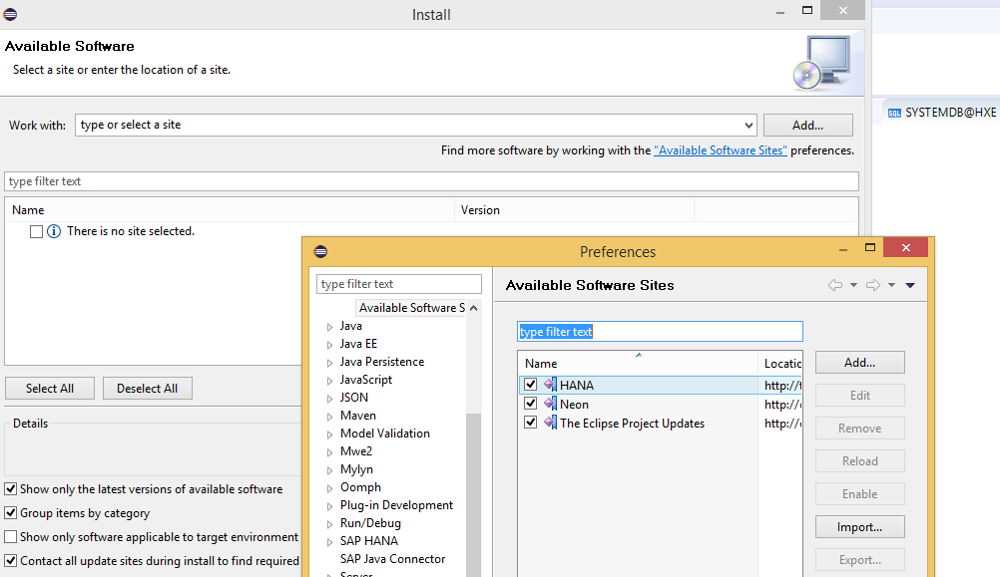 Install
Available Software
Select a site or enter the location of a site.
Work with: type or select a site Add...
Find more software by working with the "Available Software Sites" preferences.
type filter text
Name Version
There is no site selected.
Select All Deselect All
Details
Show only the latest versions of available software
Group items by category
Show only software applicable to target environment
Contact all update sites during install to find required
SYSTEMDB@HXE
Preferences
type filter text
Available Software S
Java
Java EE
Java Persistence
JavaScript
JSON
Maven
Model Validation
Mwe2
Mylyn
Oomph
Plug-in Development
Run/Debug
SAP HANA
SAP Java Connector
Server
Available Software Sites
type filter text
Name Locatic
HANA http://t
Neon http://
The Eclipse Project Updates http://
Add...
Edit
Remove
Reload
Enable
Import...
Export...